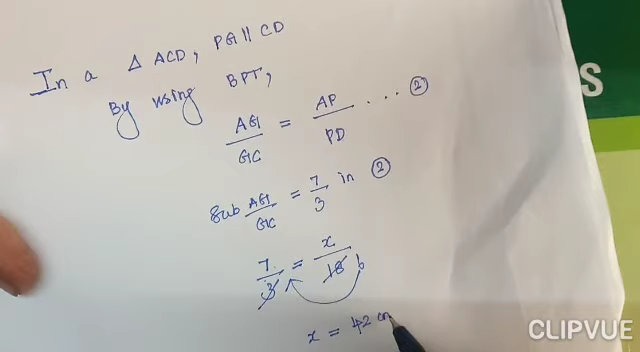 In a Δ ACD, PG || CD
By using BPT,
AG/GC = AP/PD ... ②
Sub AG/GC = 7/3 in ②
7/3 = x/18 6
x = 42 cm
S
CLIPVUE